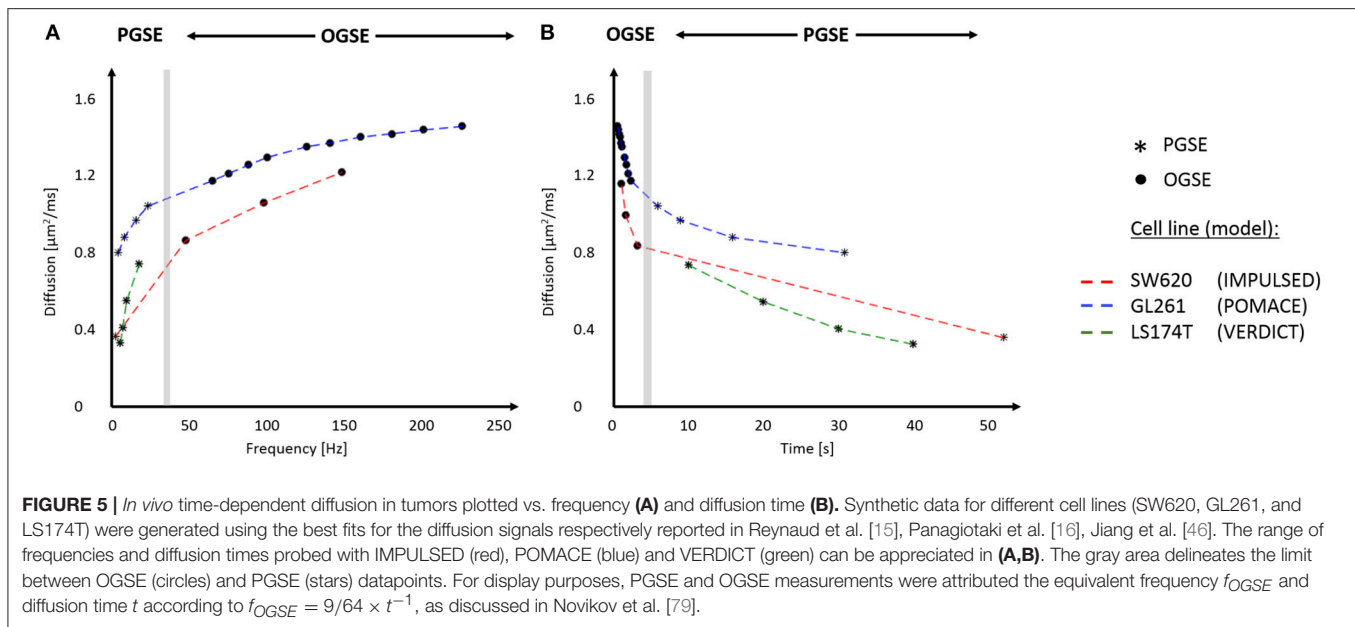 A
PGSE
OGSE
B
OGSE
PGSE
Diffusion [µm²/ms]
1.6
1.2
0.8
0.4
0
0
50
100
150
200
250
Frequency [Hz]
Diffusion [µm²/ms]
1.6
1.2
0.8
0.4
0
0
10
20
30
40
50
Time [s]
PGSE
OGSE
Cell line (model):
SW620 (IMPULSED)
GL261 (POMACE)
LS174T (VERDICT)
FIGURE 5 | In vivo time-dependent diffusion in tumors plotted vs. frequency (A) and diffusion time (B). Synthetic data for different cell lines (SW620, GL261, and
LS174T) were generated using the best fits for the diffusion signals respectively reported in Reynaud et al. [15], Panagiotaki et al. [16], Jiang et al. [46]. The range of
frequencies and diffusion times probed with IMPULSED (red), POMACE (blue) and VERDICT (green) can be appreciated in (A,B). The gray area delineates the limit
between OGSE (circles) and PGSE (stars) datapoints. For display purposes, PGSE and OGSE measurements were attributed the equivalent frequency fOGSE and
diffusion time t according to fOGSE = 9/64 × t⁻¹, as discussed in Novikov et al. [79].